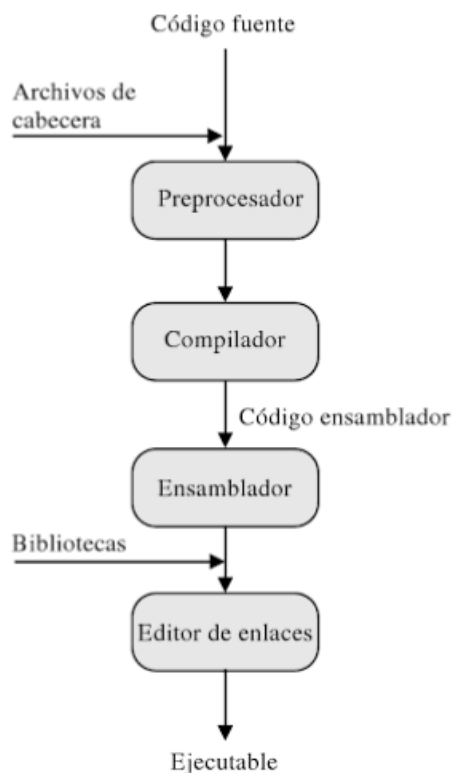 Código fuente
Archivos de
cabecera
Preprocesador
Compilador
Código ensamblador
Ensamblador
Bibliotecas
Editor de enlaces
Ejecutable